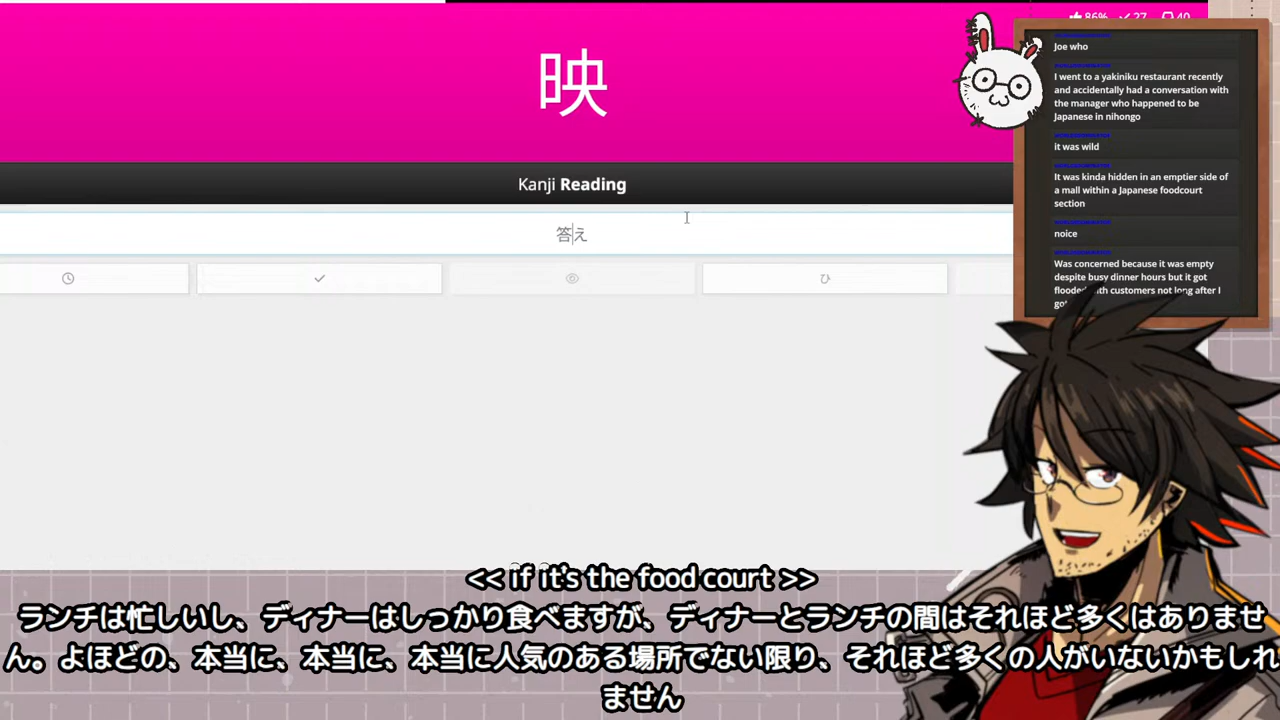 86% 27 40
映
Kanji Reading
答え
ひ
Joe who
I went to a yakiniku restaurant recently
and accidentally had a conversation with
the manager who happened to be
Japanese in nihongo
it was wild
It was kinda hidden in an emptier side of
a mall within a Japanese foodcourt
section
noice
Was concerned because it was empty
despite busy dinner hours but it got
flooded with customers not long after I
<< if it's the food court >>
ランチは忙しいし、ディナーはしっかり食べますが、ディナーとランチの間はそれほど多くはありませ
ん。よほどの、本当に、本当に、本当に人気のある場所でない限り、それほど多くの人がいないかもしれ
ません